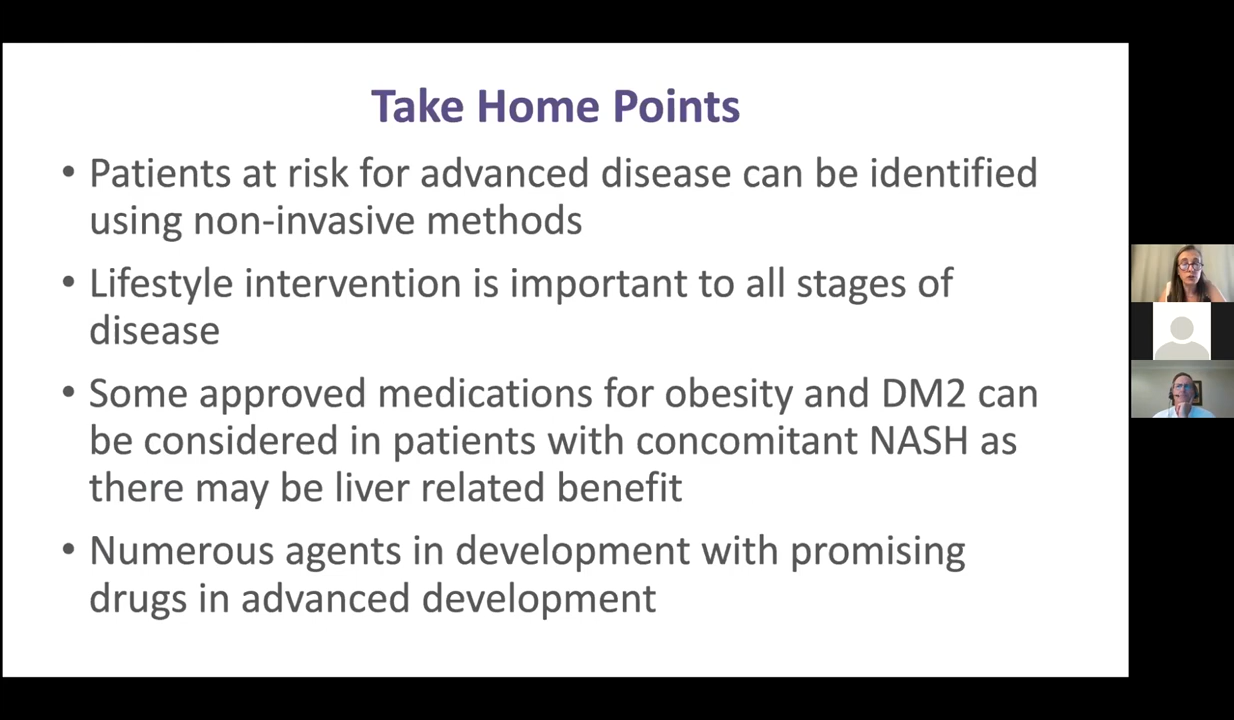 Take Home Points
• Patients at risk for advanced disease can be identified
using non-invasive methods
• Lifestyle intervention is important to all stages of
disease
• Some approved medications for obesity and DM2 can
be considered in patients with concomitant NASH as
there may be liver related benefit
• Numerous agents in development with promising
drugs in advanced development